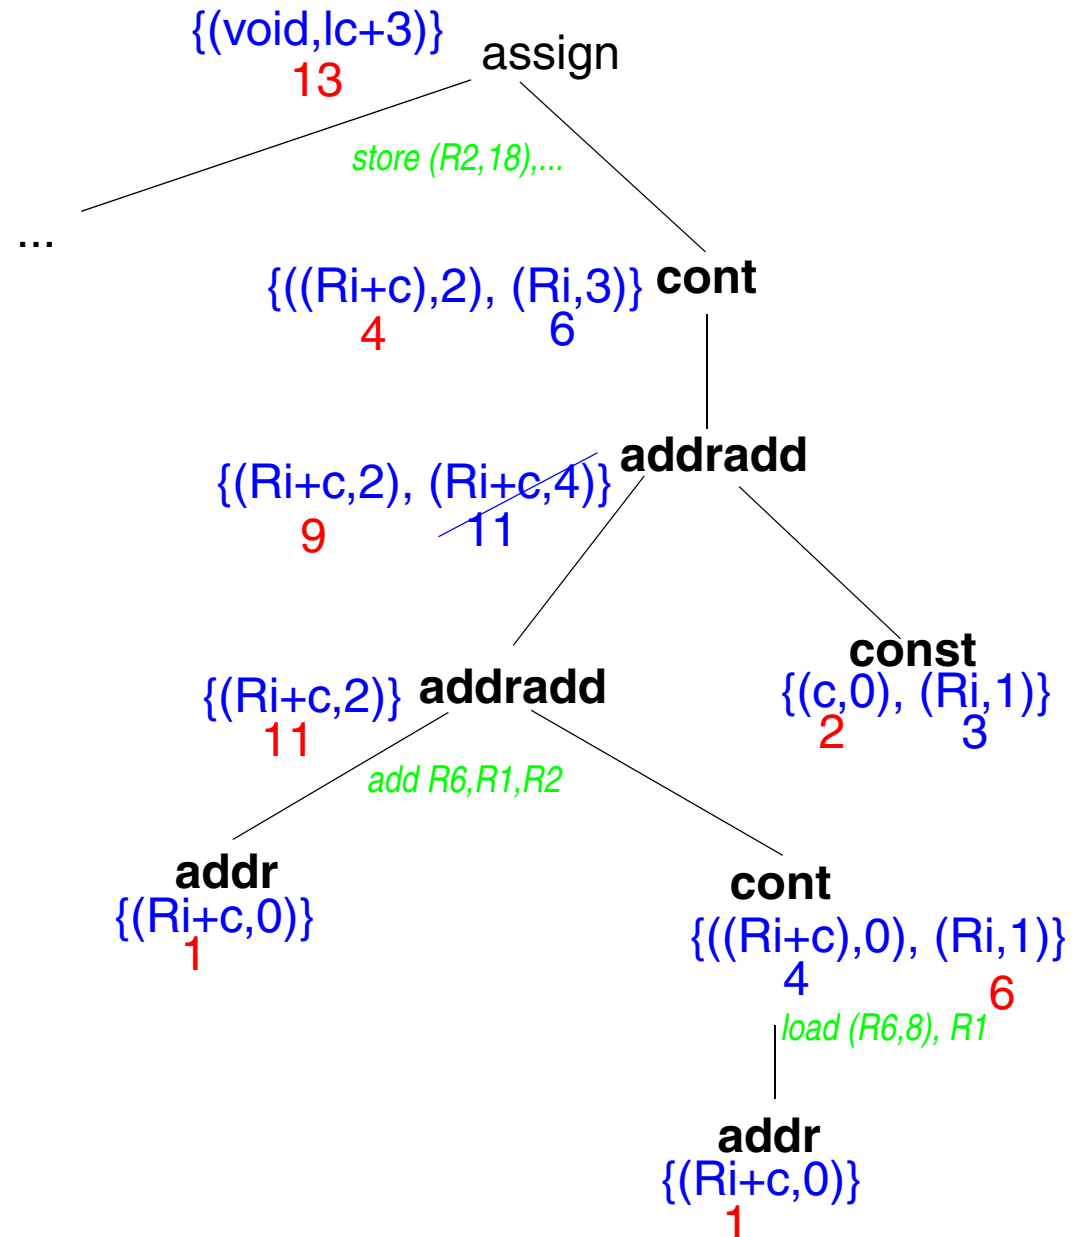 {(void,lc+3)} assign
13
store (R2,18),...
...
{((Ri+c),2), (Ri,3)} cont
4 6
{(Ri+c,2), (Ri+c,4)} addradd
9 11
const
{(c,0), (Ri,1)}
2 3
{(Ri+c,2)} addradd
11
add R6,R1,R2
addr
{(Ri+c,0)}
1
cont
{((Ri+c),0), (Ri,1)}
4 6
load (R6,8), R1
addr
{(Ri+c,0)}
1